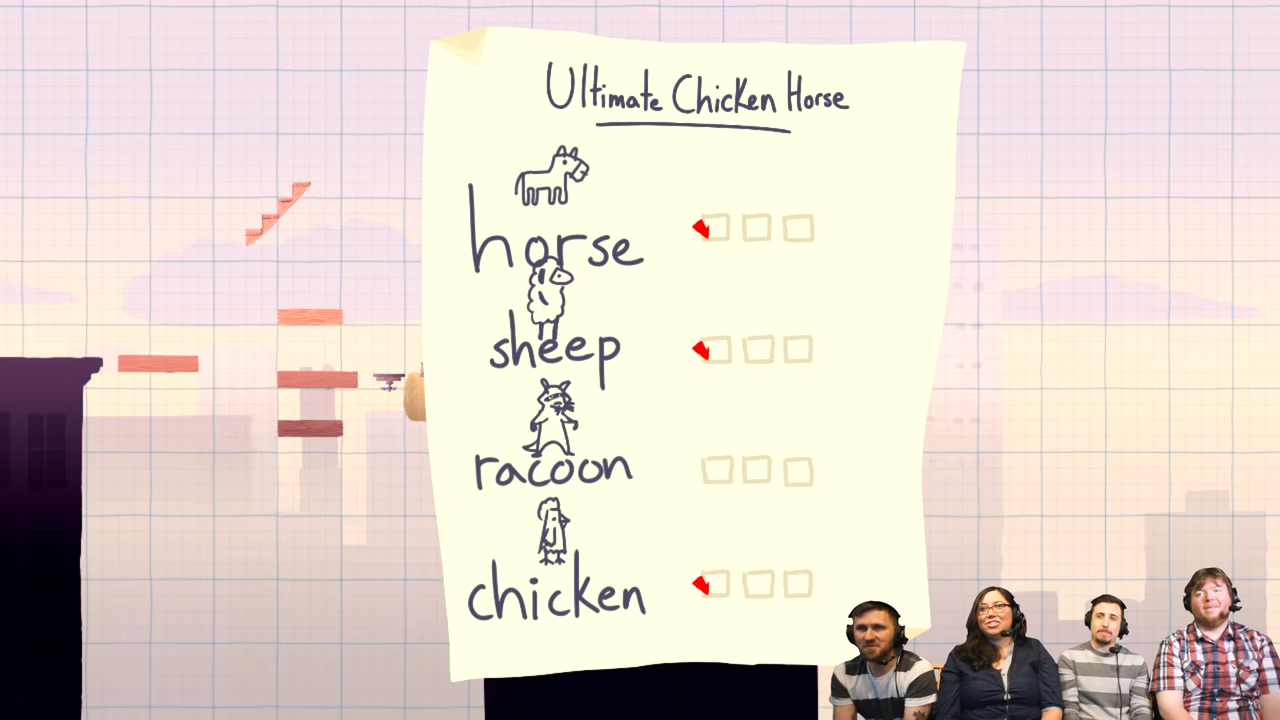 Ultimate Chicken Horse
horse
sheep
racoon
chicken